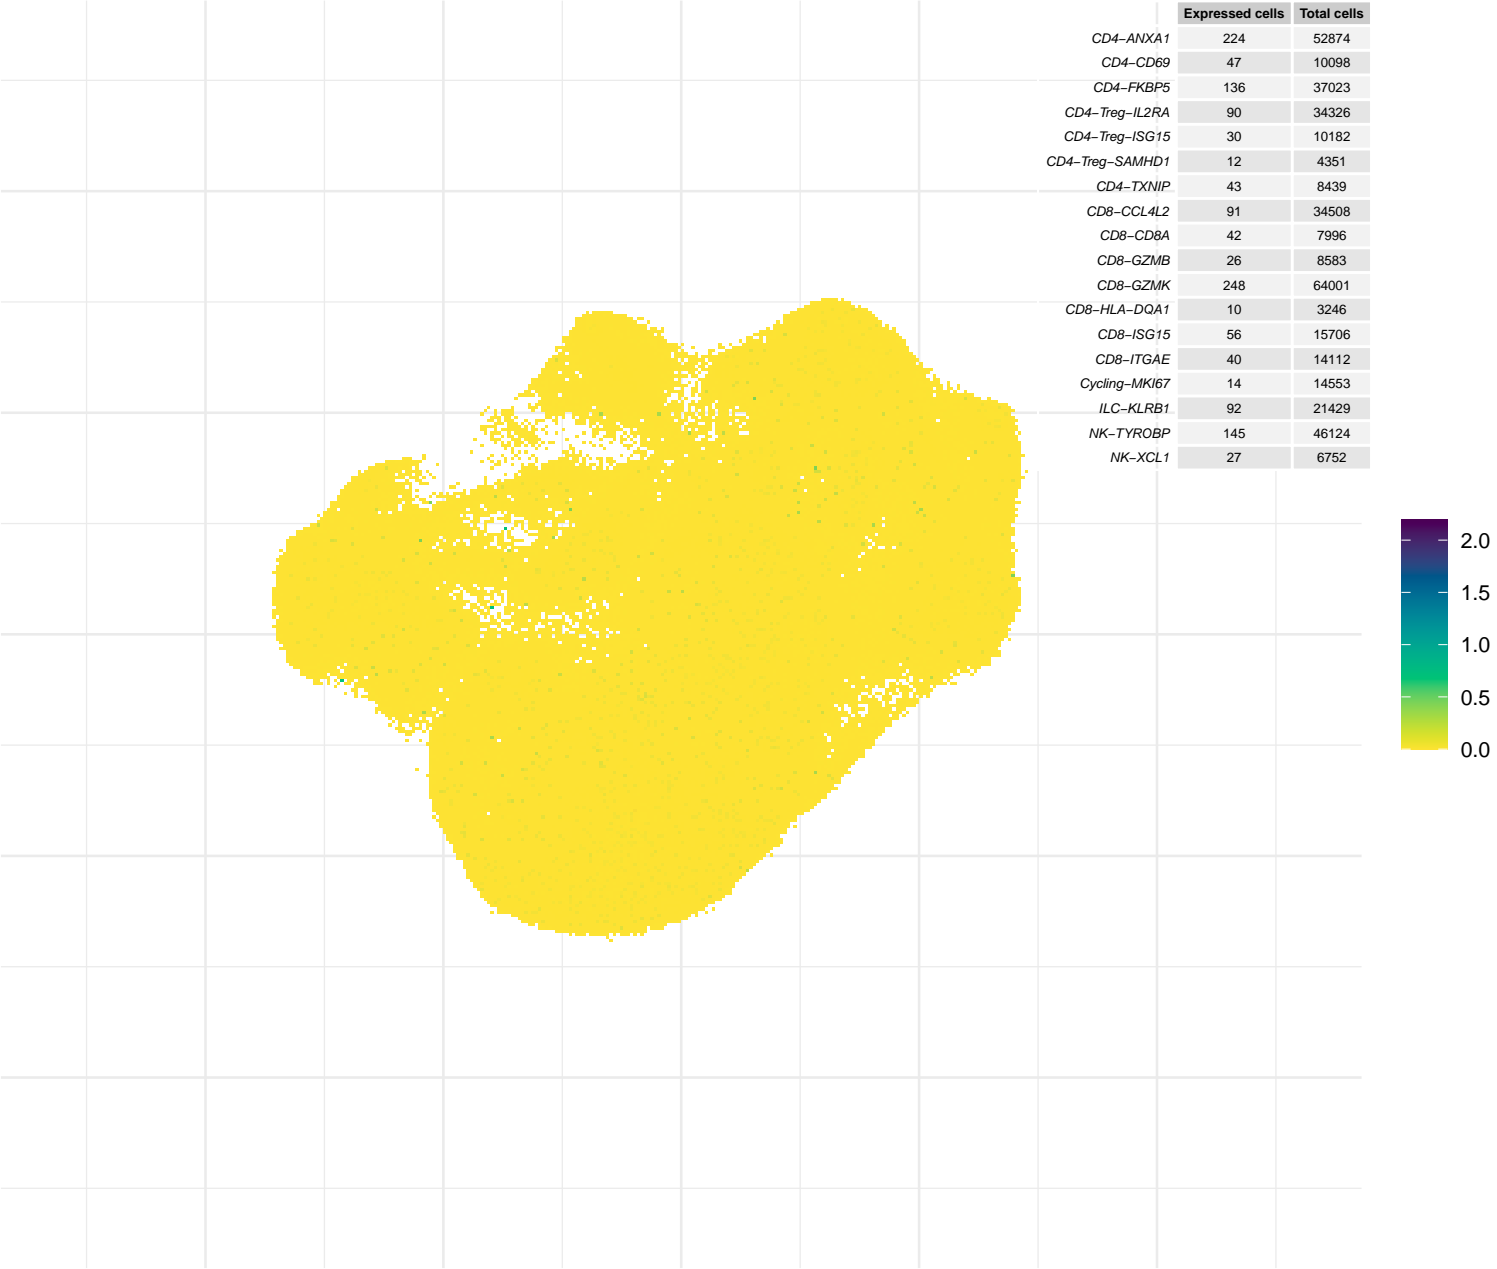 Expressed cells Total cells
CD4−ANXA1 224 52874
CD4−CD69 47 10098
CD4−FKBP5 136 37023
CD4−Treg−IL2RA 90 34326
CD4−Treg−ISG15 30 10182
CD4−Treg−SAMHD1 12 4351
CD4−TXNIP 43 8439
CD8−CCL4L2 91 34508
CD8−CD8A 42 7996
CD8−GZMB 26 8583
CD8−GZMK 248 64001
CD8−HLA−DQA1 10 3246
CD8−ISG15 56 15706
CD8−ITGAE 40 14112
Cycling−MKI67 14 14553
ILC−KLRB1 92 21429
NK−TYROBP 145 46124
NK−XCL1 27 6752
2.0
1.5
1.0
0.5
0.0